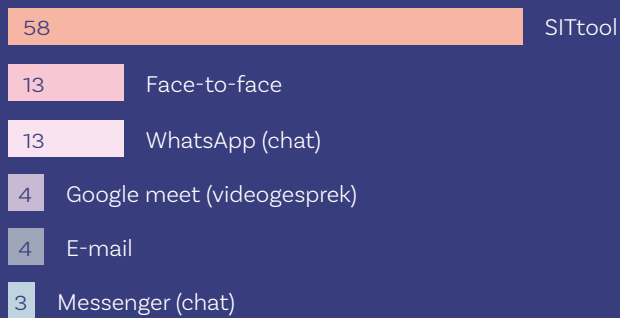 58 SITtool
13 Face-to-face
13 WhatsApp (chat)
4 Google meet (videogesprek)
4 E-mail
3 Messenger (chat)